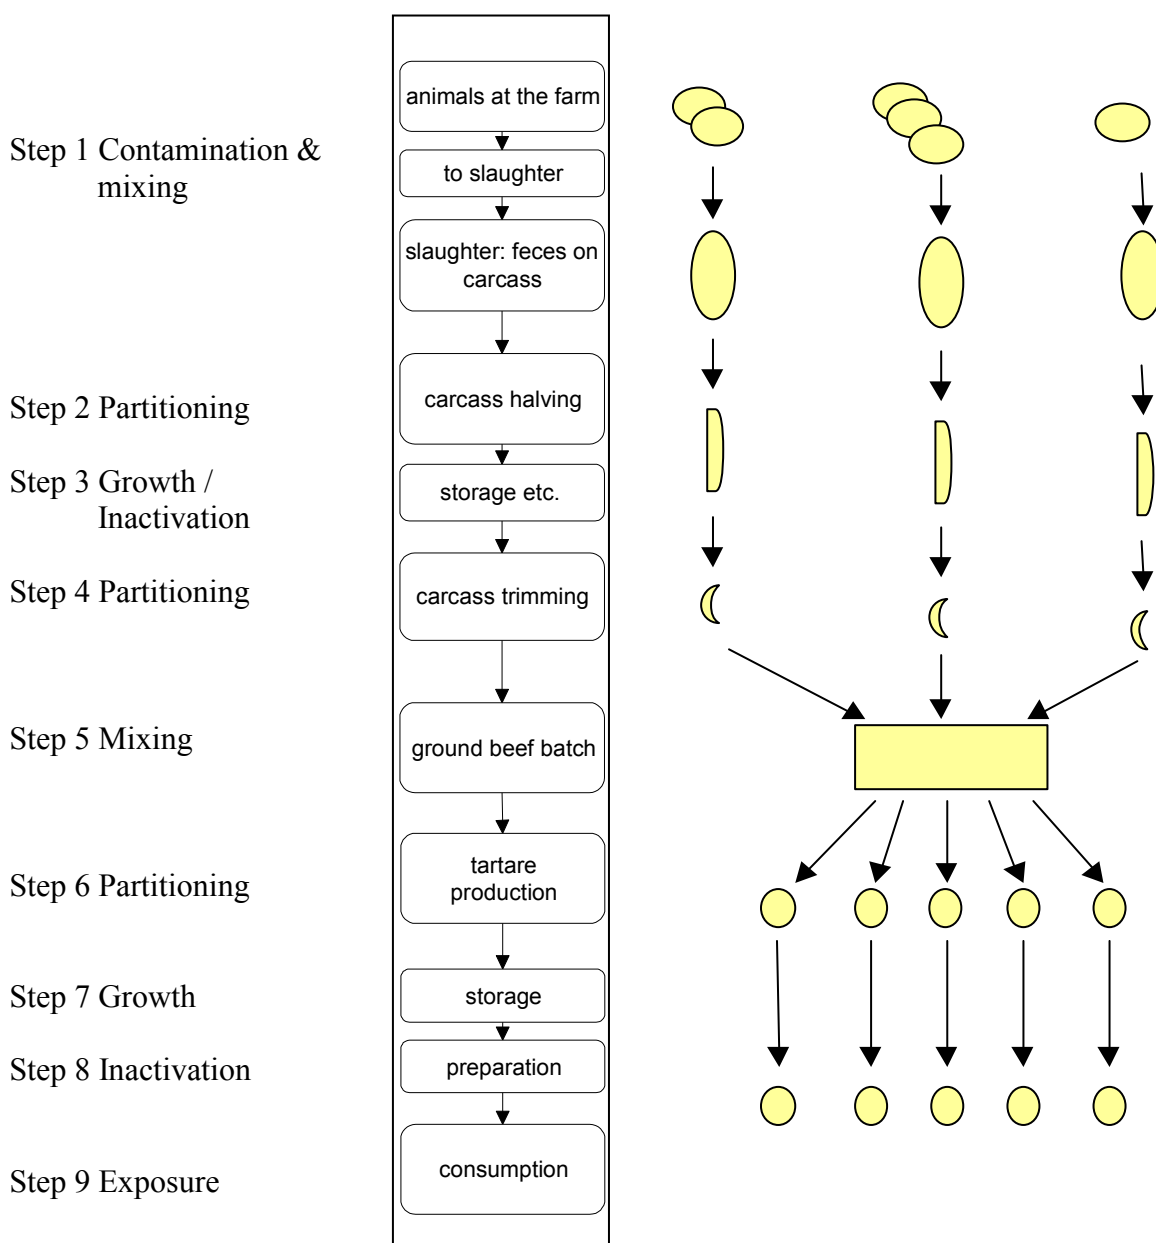 animals at the farm
Step 1 Contamination &
mixing
to slaughter
slaughter: feces on
carcass
Step 2 Partitioning
carcass halving
Step 3 Growth /
Inactivation
storage etc.
Step 4 Partitioning
carcass trimming
Step 5 Mixing
ground beef batch
Step 6 Partitioning
tartare
production
Step 7 Growth
storage
Step 8 Inactivation
preparation
Step 9 Exposure
consumption